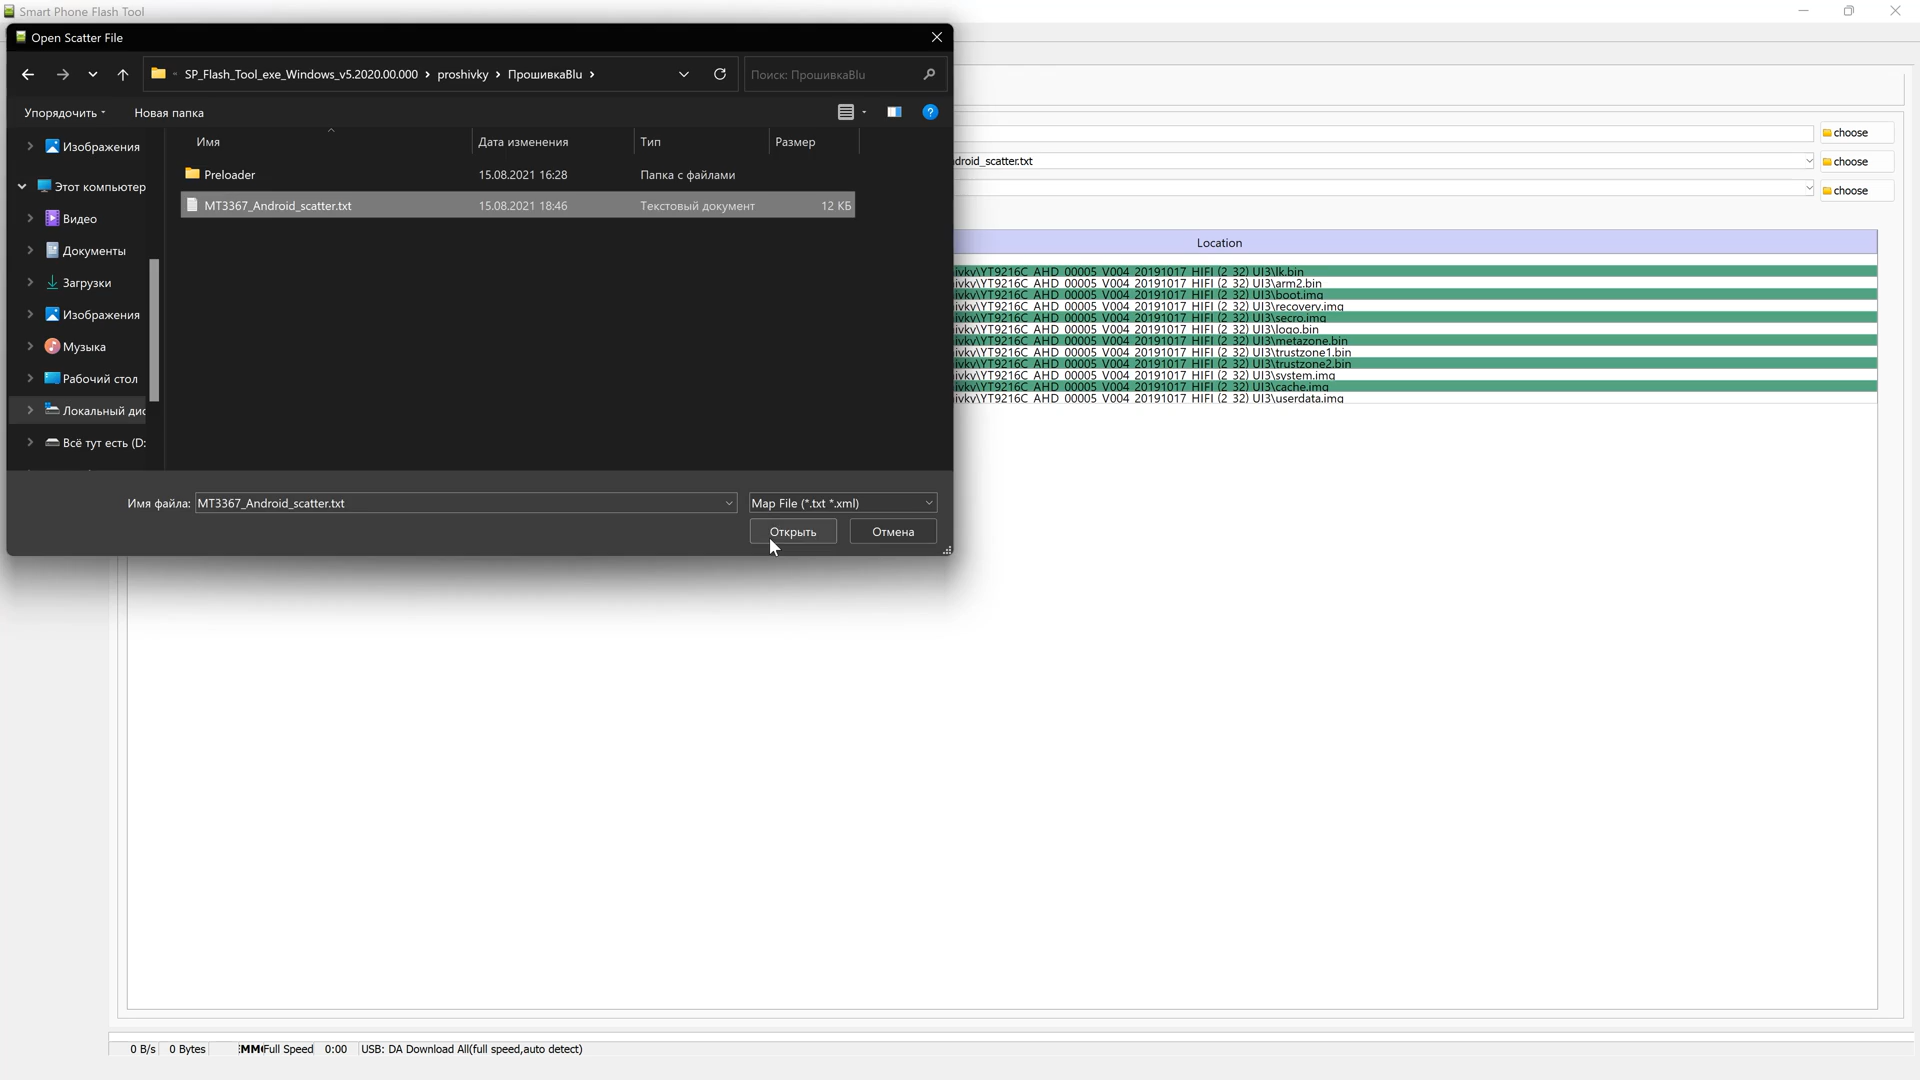 Smart Phone Flash Tool
Open Scatter File
SP_Flash_Tool_exe_Windows_v5.2020.00.000 › proshivky › ПрошивкаBlu ›
Поиск: ПрошивкаBlu
Упорядочить
Новая папка
Имя
Дата изменения
Тип
Размер
Preloader
15.08.2021 16:28
Папка с файлами
MT3367_Android_scatter.txt
15.08.2021 18:46
Текстовый документ
12 КБ
Изображения
Этот компьютер
Видео
Документы
Загрузки
Изображения
Музыка
Рабочий стол
Локальный дис
Всё тут есть (D:
Имя файла:
MT3367_Android_scatter.txt
Map File (*.txt *.xml)
Открыть
Отмена
choose
droid_scatter.txt
choose
choose
Location
ivky\YT9216C_AHD_00005_V004_20191017_HIFI (2_32) UI3\lk.bin
ivky\YT9216C_AHD_00005_V004_20191017_HIFI (2_32) UI3\arm2.bin
ivky\YT9216C_AHD_00005_V004_20191017_HIFI (2_32) UI3\boot.img
ivky\YT9216C_AHD_00005_V004_20191017_HIFI (2_32) UI3\recovery.img
ivky\YT9216C_AHD_00005_V004_20191017_HIFI (2_32) UI3\secro.img
ivky\YT9216C_AHD_00005_V004_20191017_HIFI (2_32) UI3\logo.bin
ivky\YT9216C_AHD_00005_V004_20191017_HIFI (2_32) UI3\metazone.bin
ivky\YT9216C_AHD_00005_V004_20191017_HIFI (2_32) UI3\trustzone1.bin
ivky\YT9216C_AHD_00005_V004_20191017_HIFI (2_32) UI3\trustzone2.bin
ivky\YT9216C_AHD_00005_V004_20191017_HIFI (2_32) UI3\system.img
ivky\YT9216C_AHD_00005_V004_20191017_HIFI (2_32) UI3\cache.img
ivky\YT9216C_AHD_00005_V004_20191017_HIFI (2_32) UI3\userdata.img
0 B/s
0 Bytes
Full Speed
0:00
USB: DA Download All(full speed,auto detect)